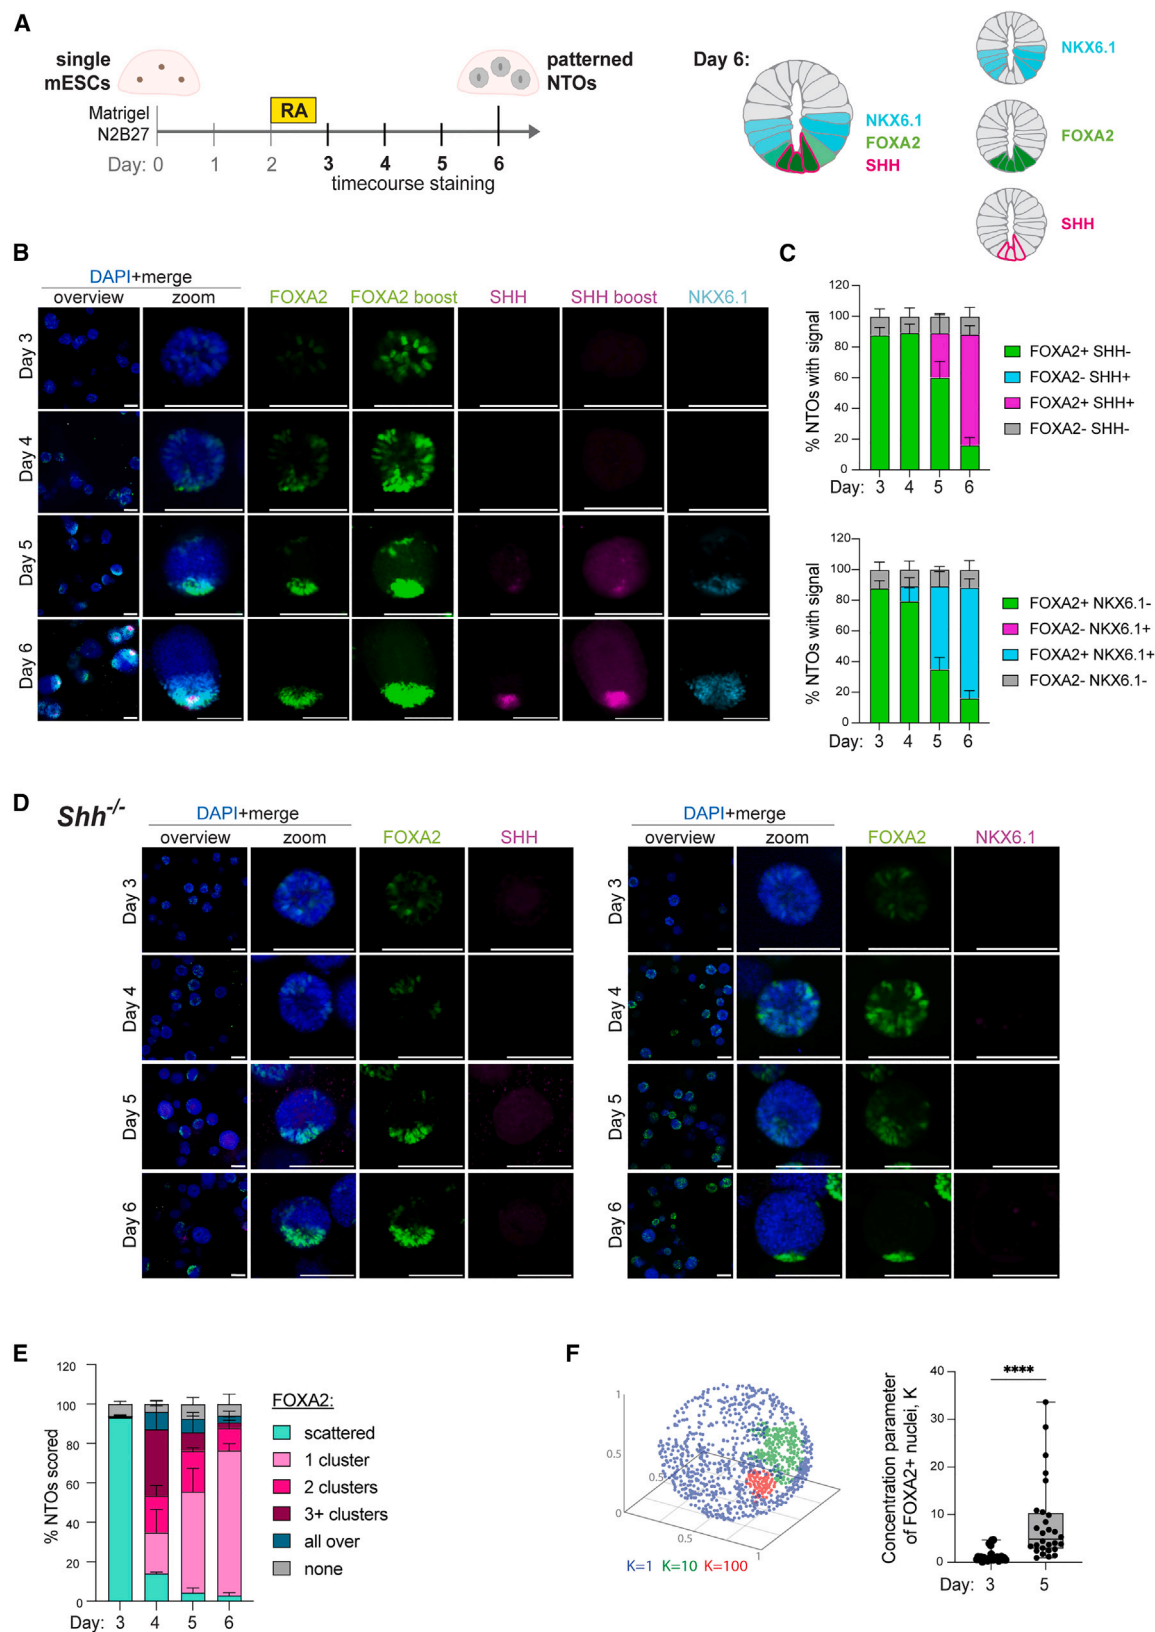 A
single
mESCs
patterned
NTOs
Matrigel
N2B27
RA
Day: 0 1 2 3 4 5 6
timecourse staining
Day 6:
NKX6.1
FOXA2
SHH
NKX6.1
FOXA2
SHH
B
DAPI+merge
overview zoom FOXA2 FOXA2 boost SHH SHH boost NKX6.1
Day 3
Day 4
Day 5
Day 6
C
% NTOs with signal
120
100
80
60
40
20
0
Day: 3 4 5 6
FOXA2+ SHH-
FOXA2- SHH+
FOXA2+ SHH+
FOXA2- SHH-
% NTOs with signal
120
100
80
60
40
20
0
Day: 3 4 5 6
FOXA2+ NKX6.1-
FOXA2- NKX6.1+
FOXA2+ NKX6.1+
FOXA2- NKX6.1-
D
Shh-/-
DAPI+merge
overview zoom FOXA2 SHH
Day 3
Day 4
Day 5
Day 6
DAPI+merge
overview zoom FOXA2 NKX6.1
Day 3
Day 4
Day 5
Day 6
E
% NTOs scored
120
100
80
60
40
20
0
Day: 3 4 5 6
FOXA2:
scattered
1 cluster
2 clusters
3+ clusters
all over
none
F
1
0.5
0
0.5
0.5
1
K=1 K=10 K=100
Concentration parameter
of FOXA2+ nuclei, K
40
30
20
10
0
****
Day: 3 5